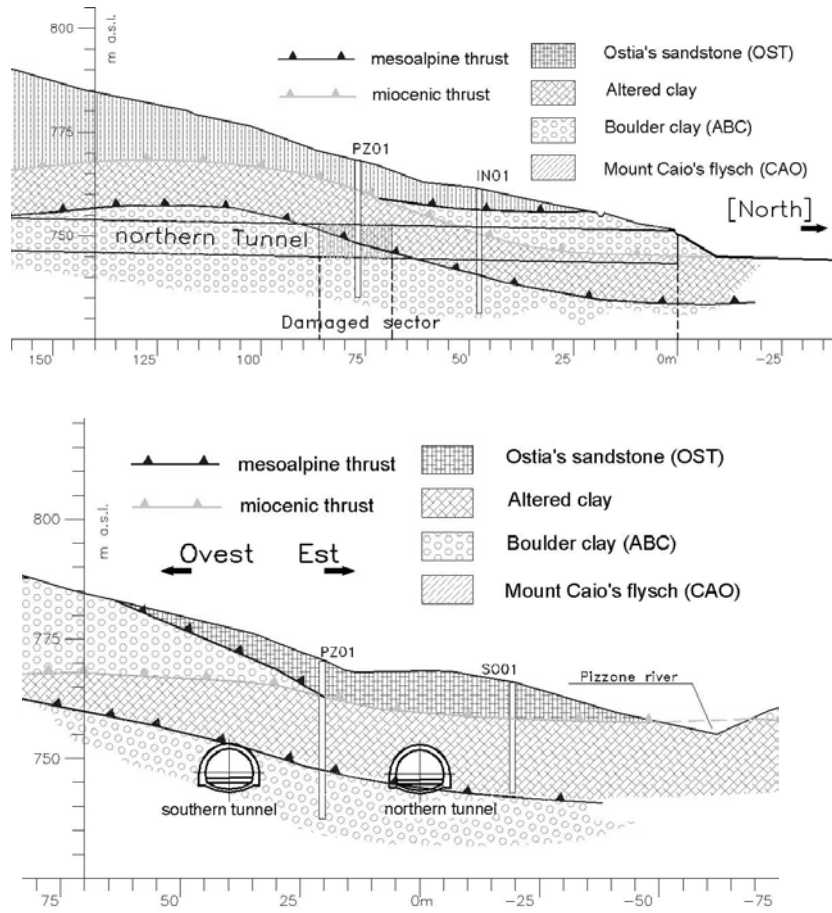 800
m a.s.l.
mesoalpine thrust
Ostia's sandstone (OST)
miocenic thrust
Altered clay
Boulder clay (ABC)
Mount Caio's flysch (CAO)
775
PZ01
IN01
[North]
750
northern Tunnel
Damaged sector
150 125 100 75 50 25 0m -25
mesoalpine thrust
Ostia's sandstone (OST)
miocenic thrust
Altered clay
800
m a.s.l.
Boulder clay (ABC)
Ovest Est
Mount Caio's flysch (CAO)
775
PZ01
S001
Pizzone river
750
southern tunnel
northern tunnel
75 50 25 0m -25 -50 -75